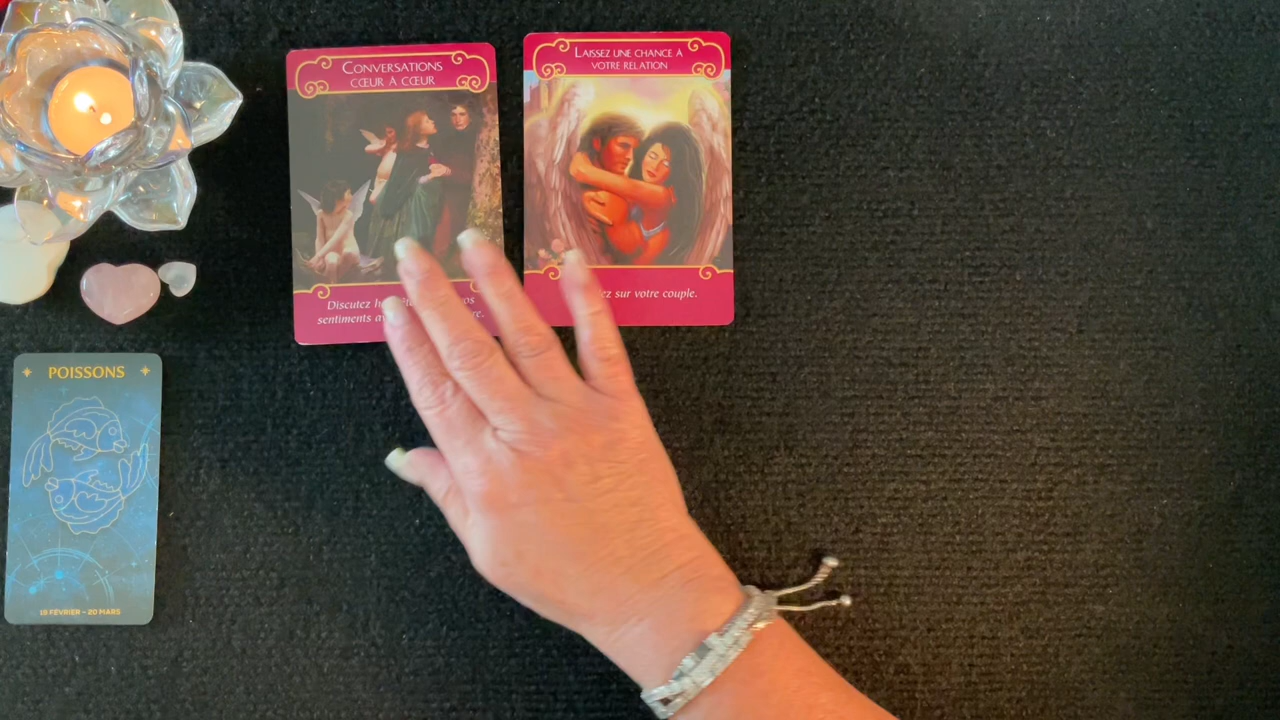 CONVERSATIONS
CŒUR À CŒUR
LAISSEZ UNE CHANCE À
VOTRE RELATION
Discutez
sentiments
sur votre couple.
POISSONS
19 FÉVRIER - 20 MARS